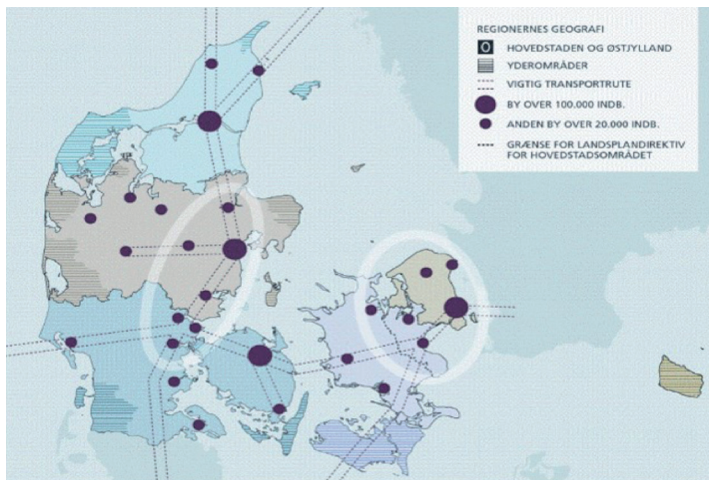 REGIONERNES GEOGRAFI
HOVEDSTADEN OG ØSTJYLLAND
YDEROMRÅDER
VIGTIG TRANSPORTRUTE
BY OVER 100.000 INDB.
ANDEN BY OVER 20.000 INDB.
GRÆNSE FOR LANDSPLANDIREKTIV
FOR HOVEDSTADSOMRÅDET